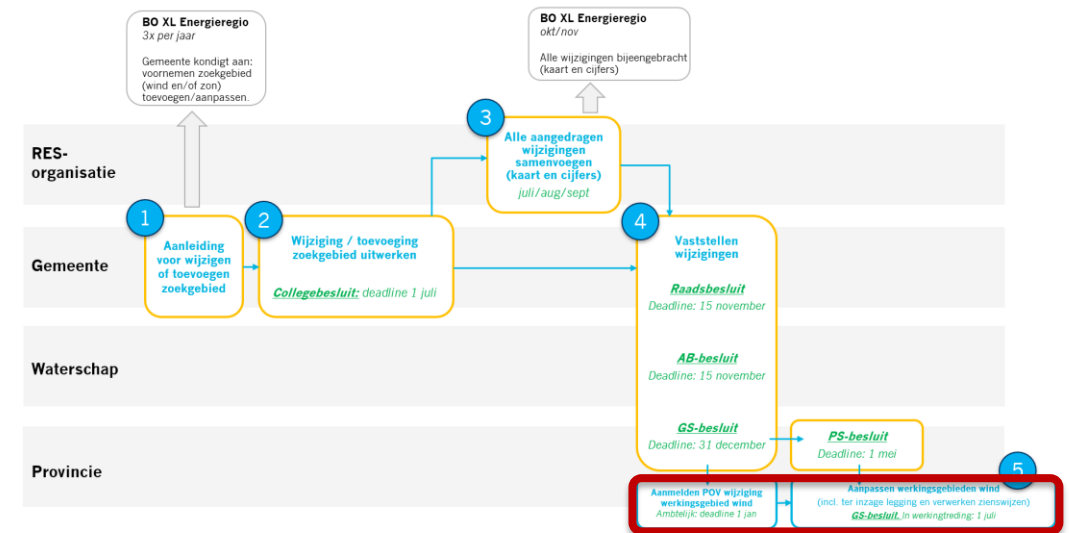 BO XL Energieregio
3x per jaar
Gemeente kondigt aan:
voornemen zoekgebied
(wind en/of zon)
toevoegen/aanpassen.
BO XL Energieregio
okt/nov
Alle wijzigingen bijeengebracht
(kaart en cijfers)
RES-
organisatie
3
Alle aangedragen
wijzigingen
samenvoegen
(kaart en cijfers)
juli/aug/sept
Gemeente
1
Aanleiding
voor wijzigen
of toevoegen
zoekgebied
2
Wijziging / toevoeging
zoekgebied uitwerken
Collegebesluit: deadline 1 juli
4
Vaststellen
wijzigingen
Raadsbesluit
Deadline: 15 november
Waterschap
AB-besluit
Deadline: 15 november
Provincie
GS-besluit
Deadline: 31 december
PS-besluit
Deadline: 1 mei
5
Aanmelden POV wijziging
werkingsgebied wind
Ambtelijk: deadline 1 jan
Aanpassen werkingsgebieden wind
(incl. ter inzage legging en verwerken zienswijzen)
GS-besluit. In werkingtreding: 1 juli